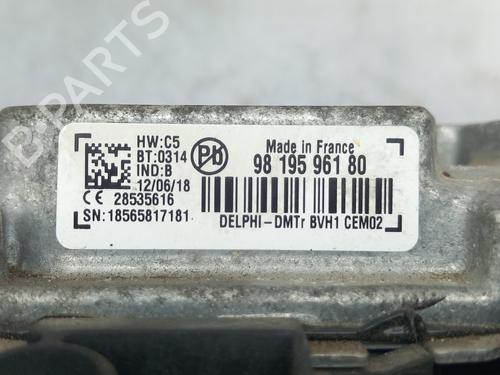 HW:C5
BT:0314
IND:B
12/06/18
CE 28535616
SN:18565817181
Pb
Made in France
98 195 961 80
DELPHI-DMTr BVH1 CEM02
B-PARTS